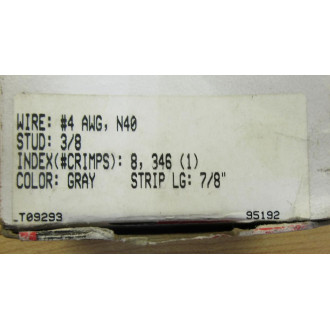 WIRE: #4 AWG, N40
STUD: 3/8
INDEX(#CRIMPS): 8, 346 (1)
COLOR: GRAY STRIP LG: 7/8"
T09293 95192